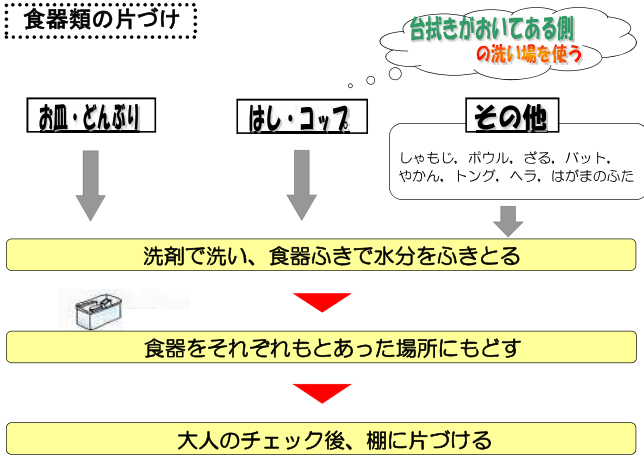 食器類の片づけ
台拭きがおいてある側
の洗い場を使う
お皿・どんぶり
はし・コップ
その他
しゃもじ，ボウル，ざる，バット，
やかん，トング，ヘラ，はがまのふた
洗剤で洗い、食器ふきで水分をふきとる
食器をそれぞれもとあった場所にもどす
大人のチェック後、棚に片づける